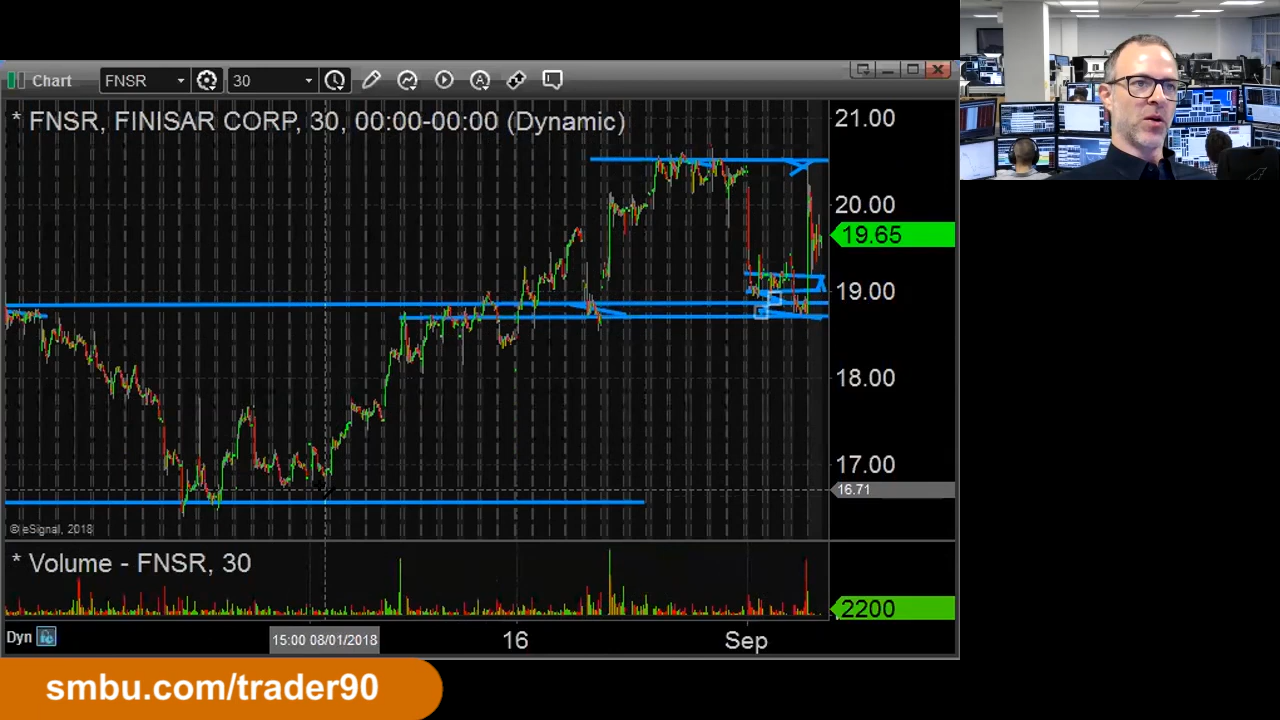 Chart FNSR 30
* FNSR, FINISAR CORP, 30, 00:00-00:00 (Dynamic)
21.00
20.00
19.65
19.00
18.00
17.00
16.71
© eSignal, 2018
* Volume - FNSR, 30
2200
Dyn 15:00 08/01/2018 16 Sep
smbu.com/trader90